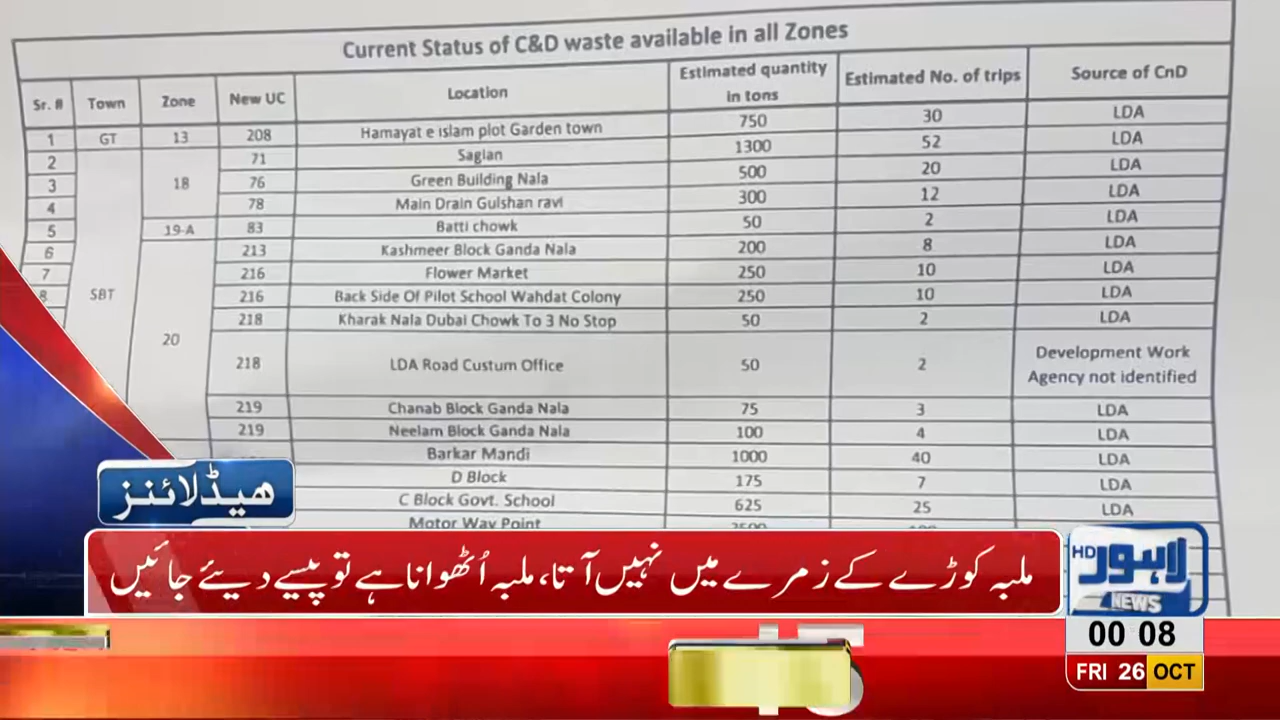 Current Status of C&D waste available in all Zones
Sr. # Town Zone New UC Location Estimated quantity in tons Estimated No. of trips Source of CnD
1 GT 13 208 Hamayat e islam plot Garden town 750 30 LDA
2 71 Sagian 1300 52 LDA
3 18 76 Green Building Nala 500 20 LDA
4 78 Main Drain Gulshan ravi 300 12 LDA
5 19-A 83 Batti chowk 50 2 LDA
6 213 Kashmeer Block Ganda Nala 200 8 LDA
7 216 Flower Market 250 10 LDA
8 SBT 216 Back Side Of Pilot School Wahdat Colony 250 10 LDA
20 218 Kharak Nala Dubai Chowk To 3 No Stop 50 2 LDA
218 LDA Road Custum Office 50 2 Development Work Agency not identified
219 Chanab Block Ganda Nala 75 3 LDA
219 Neelam Block Ganda Nala 100 4 LDA
Barkar Mandi 1000 40 LDA
D Block 175 7 LDA
C Block Govt. School 625 25 LDA
Motor Way Point
ہیڈلائنز
ملبہ کوڑے کے زمرے میں نہیں آتا، ملبہ اُٹھوانا ہے تو پیسے دیئے جائیں
لاہور HD
NEWS
00 08
FRI 26 OCT